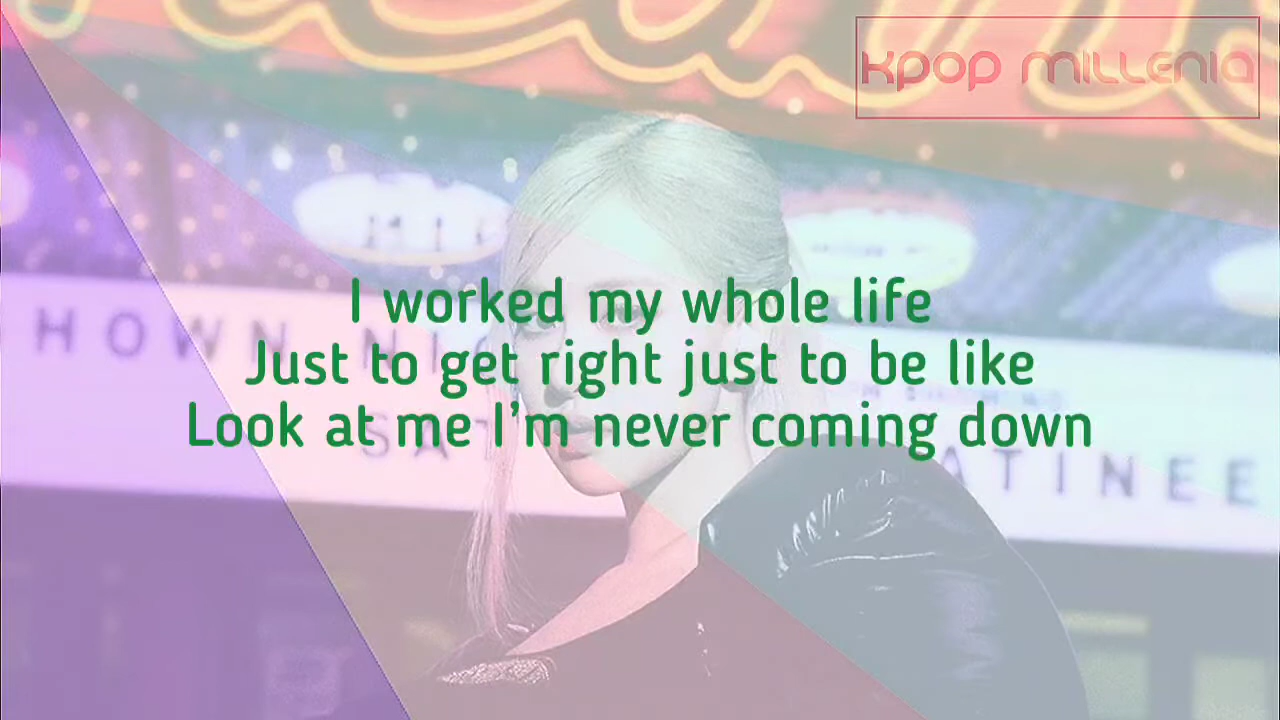 KPOP MILLENIA
HOWN
I worked my whole life
Just to get right just to be like
Look at me I'm never coming down
SA
ATINEE